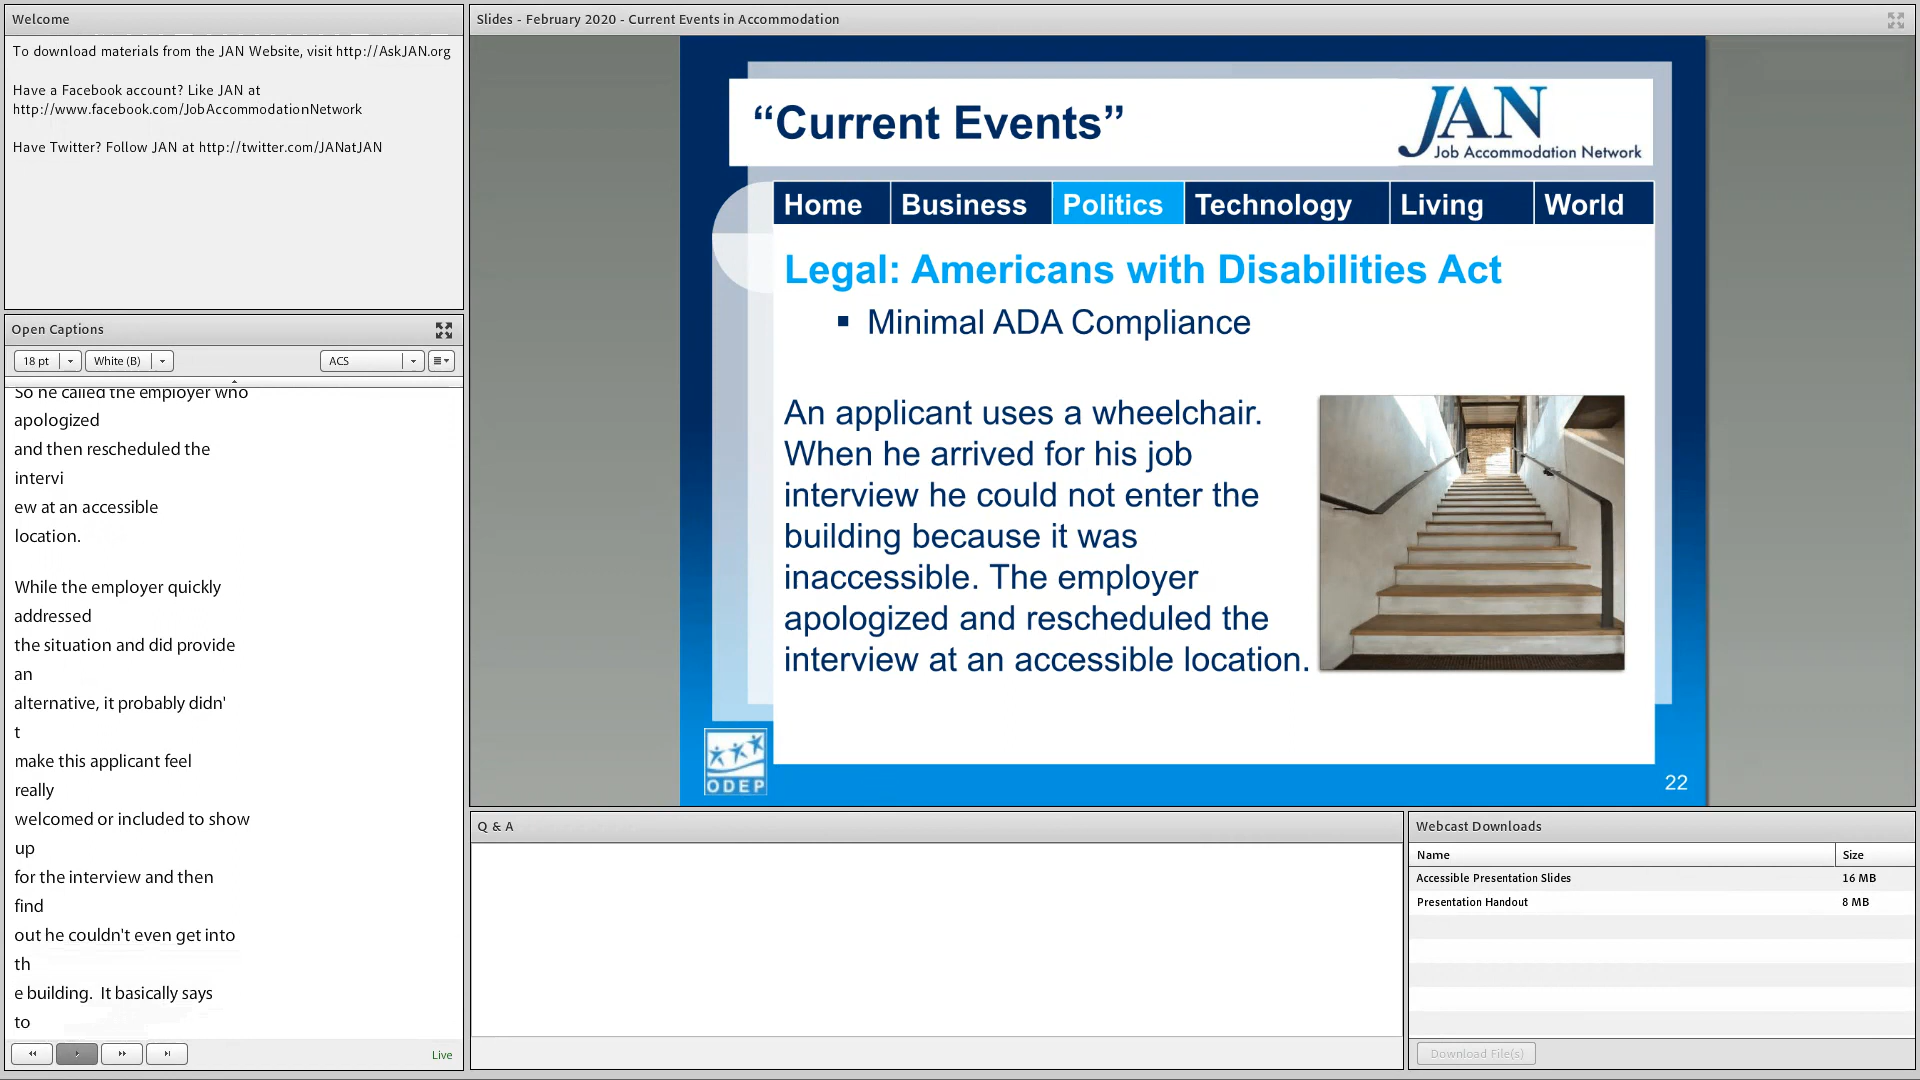 Welcome
To download materials from the JAN Website, visit http://AskJAN.org
Have a Facebook account? Like JAN at
http://www.facebook.com/JobAccommodationNetwork
Have Twitter? Follow JAN at http://twitter.com/JANatJAN
Open Captions
18 pt
White (B)
ACS
So he called the employer who
apologized
and then rescheduled the
intervi
ew at an accessible
location.
While the employer quickly
addressed
the situation and did provide
an
alternative, it probably didn'
t
make this applicant feel
really
welcomed or included to show
up
for the interview and then
find
out he couldn't even get into
th
e building.  It basically says
to
Live
Slides - February 2020 - Current Events in Accommodation
“Current Events”
JAN
Job Accommodation Network
Home
Business
Politics
Technology
Living
World
Legal: Americans with Disabilities Act
▪ Minimal ADA Compliance
An applicant uses a wheelchair.
When he arrived for his job
interview he could not enter the
building because it was
inaccessible. The employer
apologized and rescheduled the
interview at an accessible location.
ODEP
22
Q & A
Webcast Downloads
Name Size
Accessible Presentation Slides 16 MB
Presentation Handout 8 MB
Download File(s)